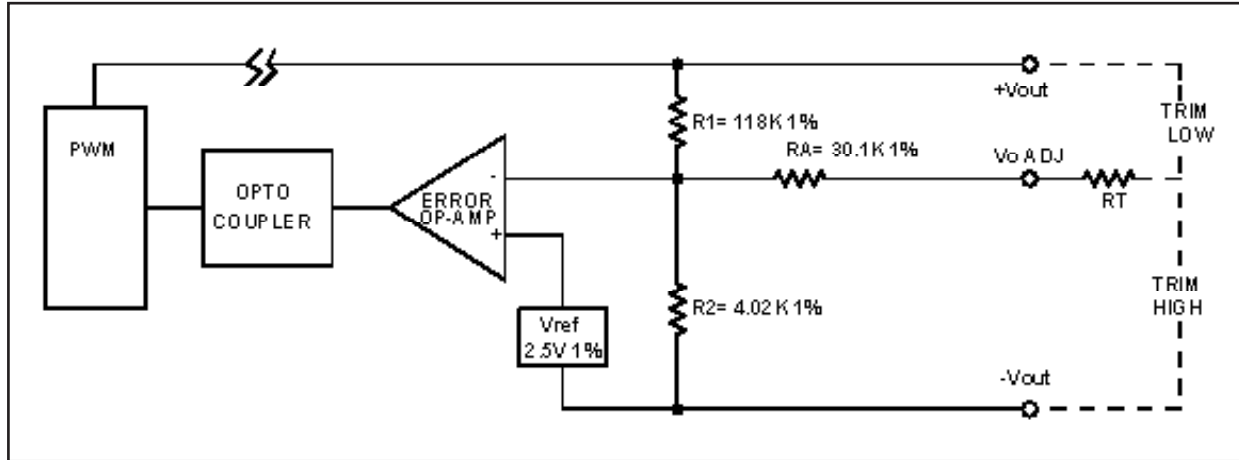 PWM
OPTO
COUPLER
ERROR
OP-AMP
-
+
Vref
2.5V 1%
R1= 118K 1%
RA= 30.1K 1%
R2= 4.02K 1%
+Vout
Vo ADJ
RT
-Vout
TRIM
LOW
TRIM
HIGH